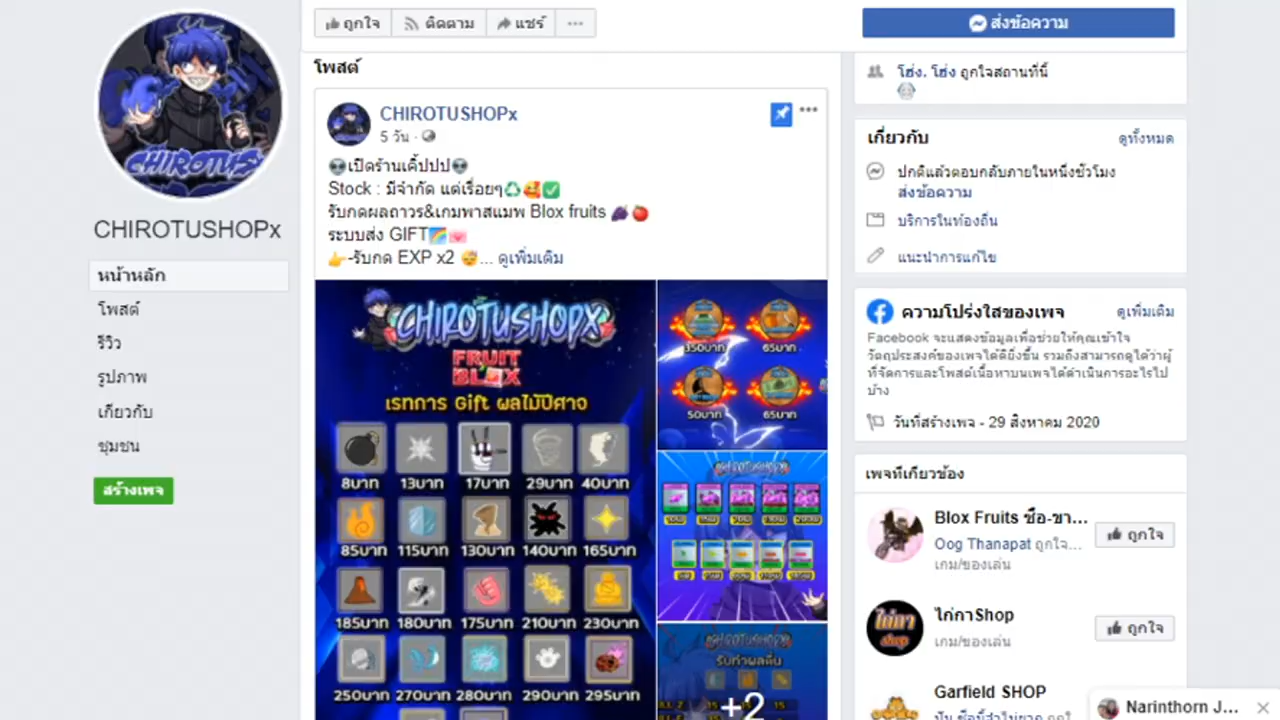 CHIROTUS
CHIROTUSHOPx
หน้าหลัก
โพสต์
รีวิว
รูปภาพ
เกี่ยวกับ
ชุมชน
สร้างเพจ
ถูกใจ ติดตาม แชร์
ส่งข้อความ
โพสต์
CHIROTUSHOPx
5 วัน ·
👽เปิดร้านเค้ิปปป👽
Stock : มีจำกัด แต่เรื่อยๆ♻️🥰✅
รับกดผลถาวร&เกมพาสแมพ Blox fruits 🍇🍅
ระบบส่ง GIFT🌈💌
👉-รับกด EXP x2 😴... ดูเพิ่มเติม
CHIROTUSHOPX
FRUIT
BLOX
เรทการ Gift ผลไม้ปีศาจ
8บาท 13บาท 17บาท 29บาท 40บาท
85บาท 115บาท 130บาท 140บาท 165บาท
185บาท 180บาท 175บาท 210บาท 230บาท
250บาท 270บาท 280บาท 290บาท 295บาท
350บาท 65บาท
50บาท 65บาท
CHIROTUSHOPX
CHIROTUSHOPX
รับทำผลตื่น
+2
โฮ่ง. โฮ่ง ถูกใจสถานที่นี้
เกี่ยวกับ ดูทั้งหมด
ปกติแล้วตอบกลับภายในหนึ่งชั่วโมง
ส่งข้อความ
บริการในท้องถิ่น
แนะนำการแก้ไข
ความโปร่งใสของเพจ ดูเพิ่มเติม
Facebook จะแสดงข้อมูลเพื่อช่วยให้คุณเข้าใจ
วัตถุประสงค์ของเพจได้ดียิ่งขึ้น รวมถึงสามารถดูได้ว่าผู้
ที่จัดการและโพสต์เนื้อหาบนเพจได้ดำเนินการอะไรไป
บ้าง
วันที่สร้างเพจ - 29 สิงหาคม 2020
เพจที่เกี่ยวข้อง
Blox Fruits ซื้อ-ขา...
Oog Thanapat ถูกใจ...
เกม/ของเล่น
ถูกใจ
ไก่กาShop
เกม/ของเล่น
ถูกใจ
ไก่กา
shop
Garfield SHOP
Narinthorn J...